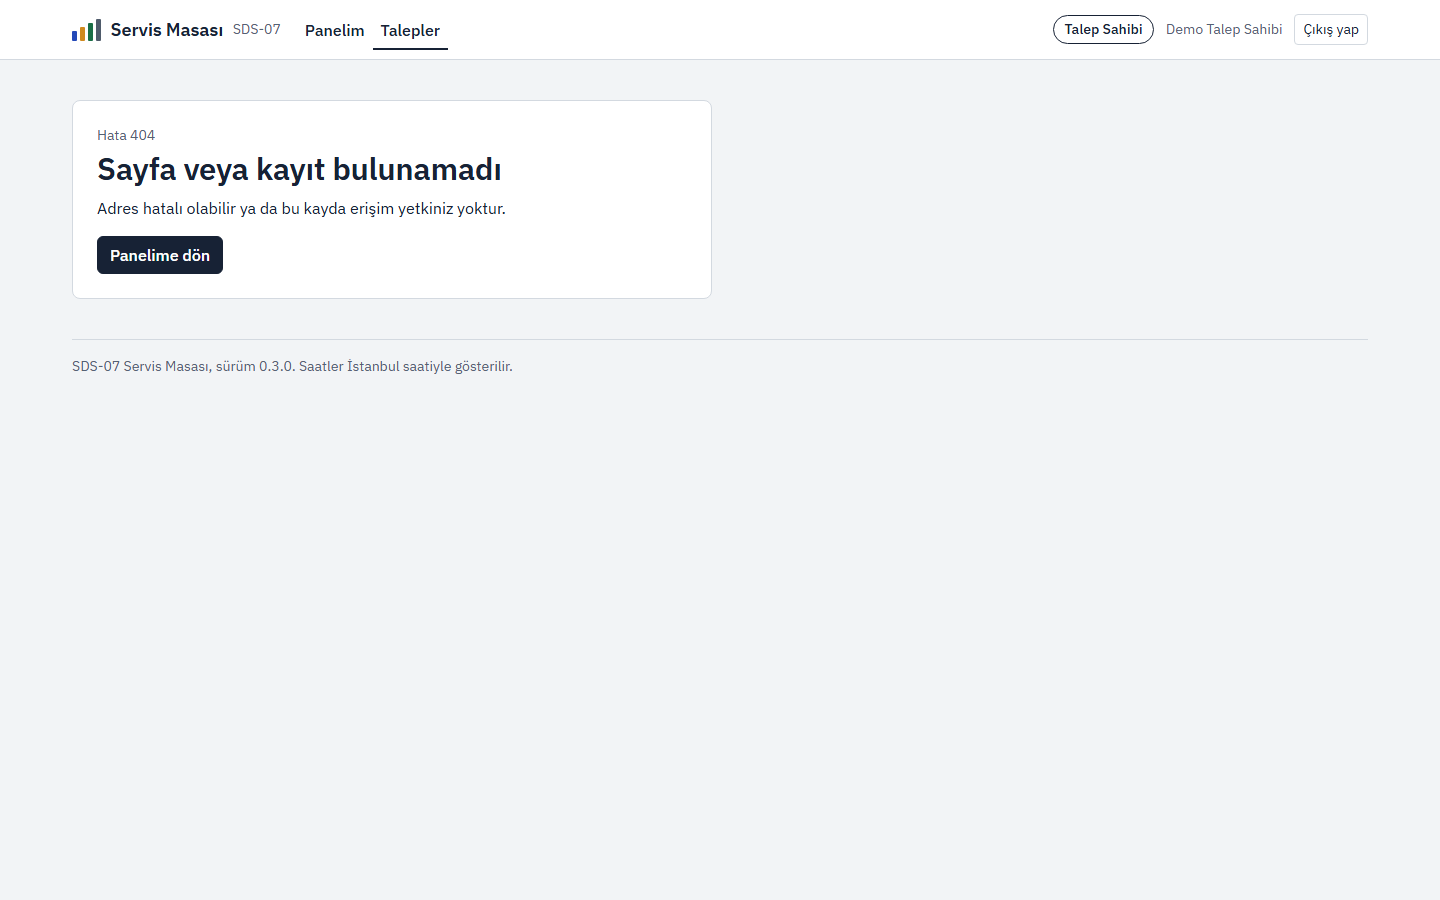 Servis Masası SDS-07 Panelim Talepler Talep Sahibi Demo Talep Sahibi Çıkış yap
Hata 404
Sayfa veya kayıt bulunamadı
Adres hatalı olabilir ya da bu kayda erişim yetkiniz yoktur.
Panelime dön
SDS-07 Servis Masası, sürüm 0.3.0. Saatler İstanbul saatiyle gösterilir.